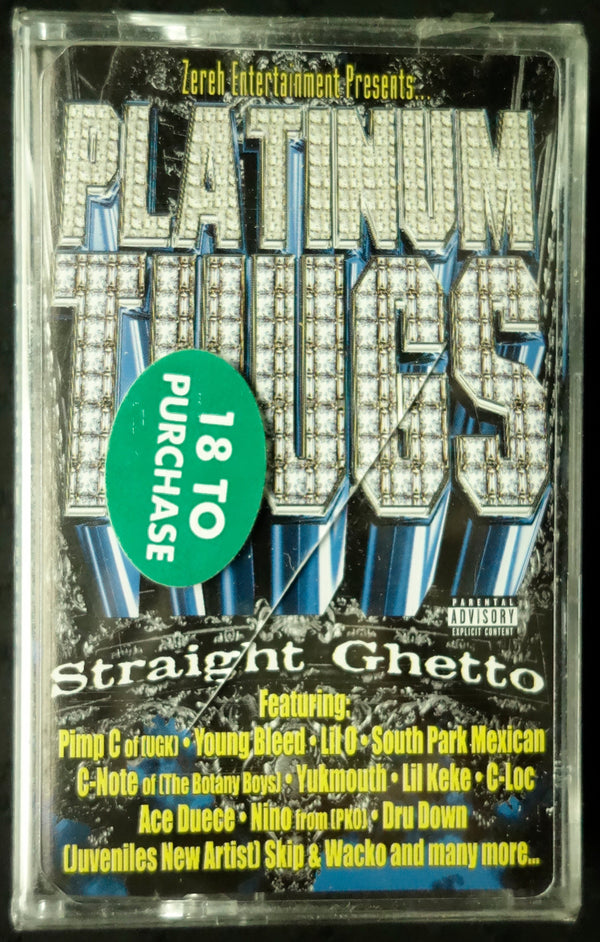 Zereh Entertainment Presents...
PLATINUM
THUGS
18 TO
PURCHASE
PARENTAL
ADVISORY
EXPLICIT CONTENT
Straight Ghetto
Featuring:
Pimp C of (UGK) • Young Bleed • Lil O • South Park Mexican
C-Note of (The Botany Boys) • Yukmouth • Lil Keke • C-Loc
Ace Duece • Nino from (PKO) • Dru Down
(Juveniles New Artist) Skip & Wacko and many more...